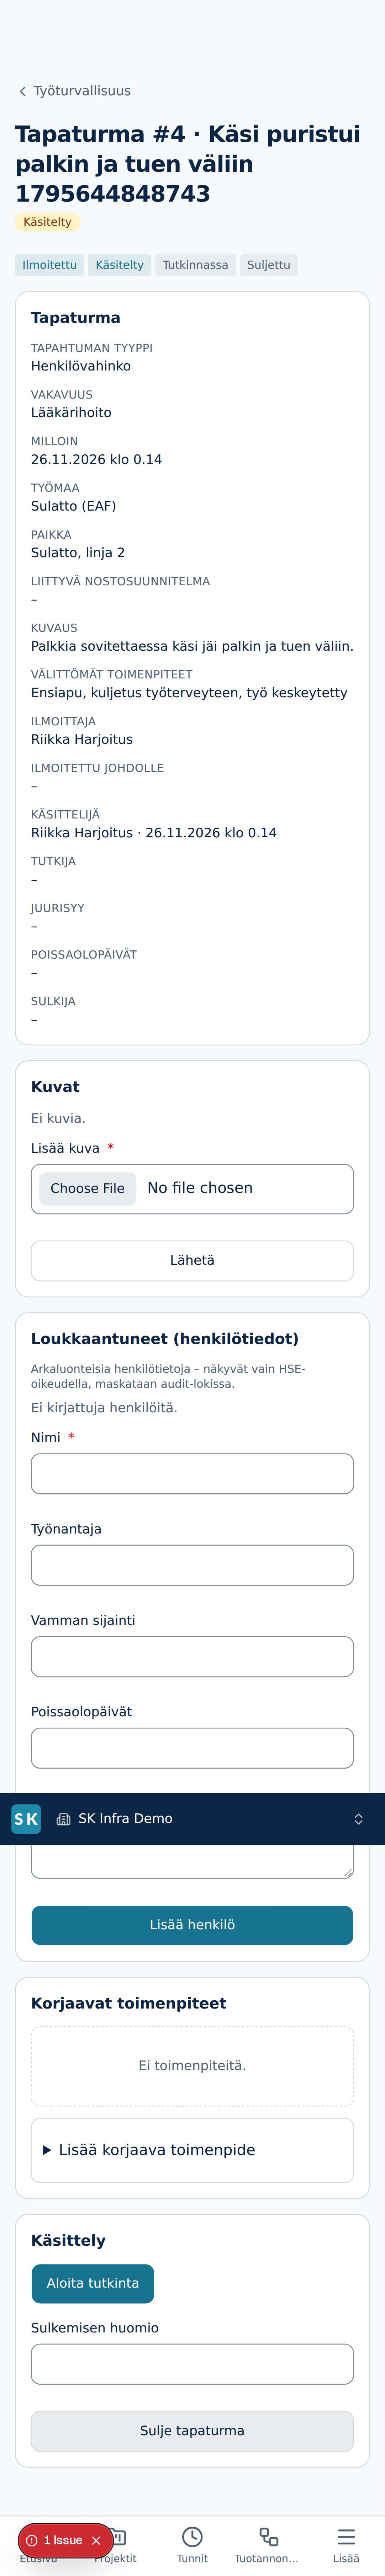 Työturvallisuus
Tapaturma #4 · Käsi puristui
palkin ja tuen väliin
1795644848743
Käsitelty
Ilmoitettu Käsitelty Tutkinnassa Suljettu
Tapaturma
TAPAHTUMAN TYYPPI
Henkilövahinko
VAKAVUUS
Lääkärihoito
MILLOIN
26.11.2026 klo 0.14
TYÖMAA
Sulatto (EAF)
PAIKKA
Sulatto, linja 2
LIITTYVÄ NOSTOSUUNNITELMA
–
KUVAUS
Palkkia sovitettaessa käsi jäi palkin ja tuen väliin.
VÄLITTÖMÄT TOIMENPITEET
Ensiapu, kuljetus työterveyteen, työ keskeytetty
ILMOITTAJA
Riikka Harjoitus
ILMOITETTU JOHDOLLE
–
KÄSITTELIJÄ
Riikka Harjoitus · 26.11.2026 klo 0.14
TUTKIJA
–
JUURISYY
–
POISSAOLOPÄIVÄT
–
SULKIJA
–
Kuvat
Ei kuvia.
Lisää kuva *
Choose File No file chosen
Lähetä
Loukkaantuneet (henkilötiedot)
Arkaluonteisia henkilötietoja – näkyvät vain HSE-
oikeudella, maskataan audit-lokissa.
Ei kirjattuja henkilöitä.
Nimi *
Työnantaja
Vamman sijainti
Poissaolopäivät
SK SK Infra Demo
Lisää henkilö
Korjaavat toimenpiteet
Ei toimenpiteitä.
Lisää korjaava toimenpide
Käsittely
Aloita tutkinta
Sulkemisen huomio
Sulje tapaturma
1 Issue
Projektit Tunnit Tuotannon... Lisää